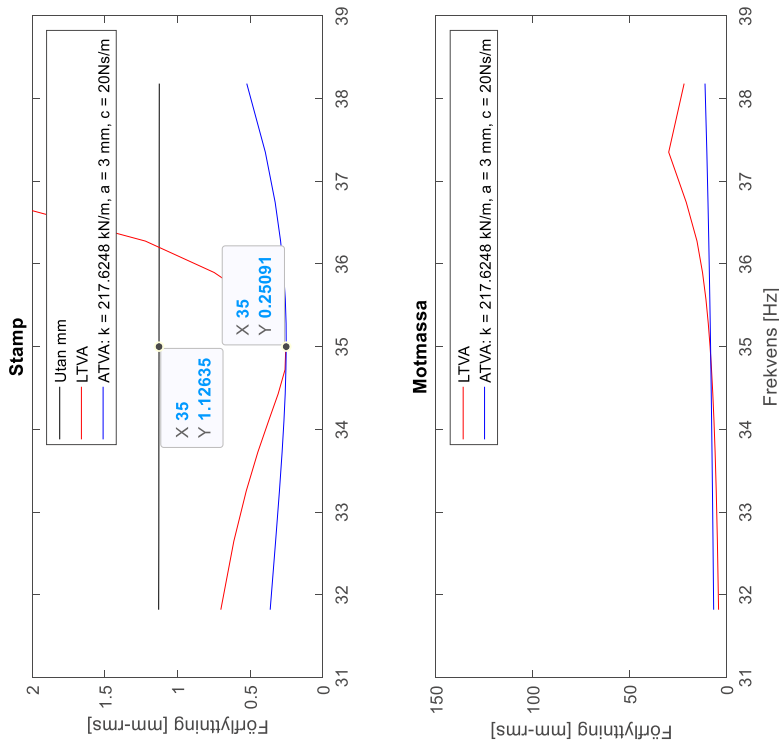 Stamp
Förflyttning [mm-rms]
2
1.5
1
0.5
0
31
32
33
34
35
36
37
38
39
Utan mm
LTVA
ATVA: k = 217.6248 kN/m, a = 3 mm, c = 20Ns/m
X 35
Y 1.12635
X 35
Y 0.25091
Motmassa
Förflyttning [mm-rms]
150
100
50
0
31
32
33
34
35
36
37
38
39
Frekvens [Hz]
LTVA
ATVA: k = 217.6248 kN/m, a = 3 mm, c = 20Ns/m